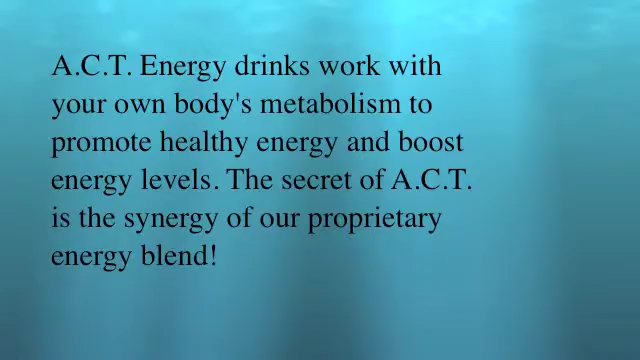 A.C.T. Energy drinks work with
your own body's metabolism to
promote healthy energy and boost
energy levels. The secret of A.C.T.
is the synergy of our proprietary
energy blend!